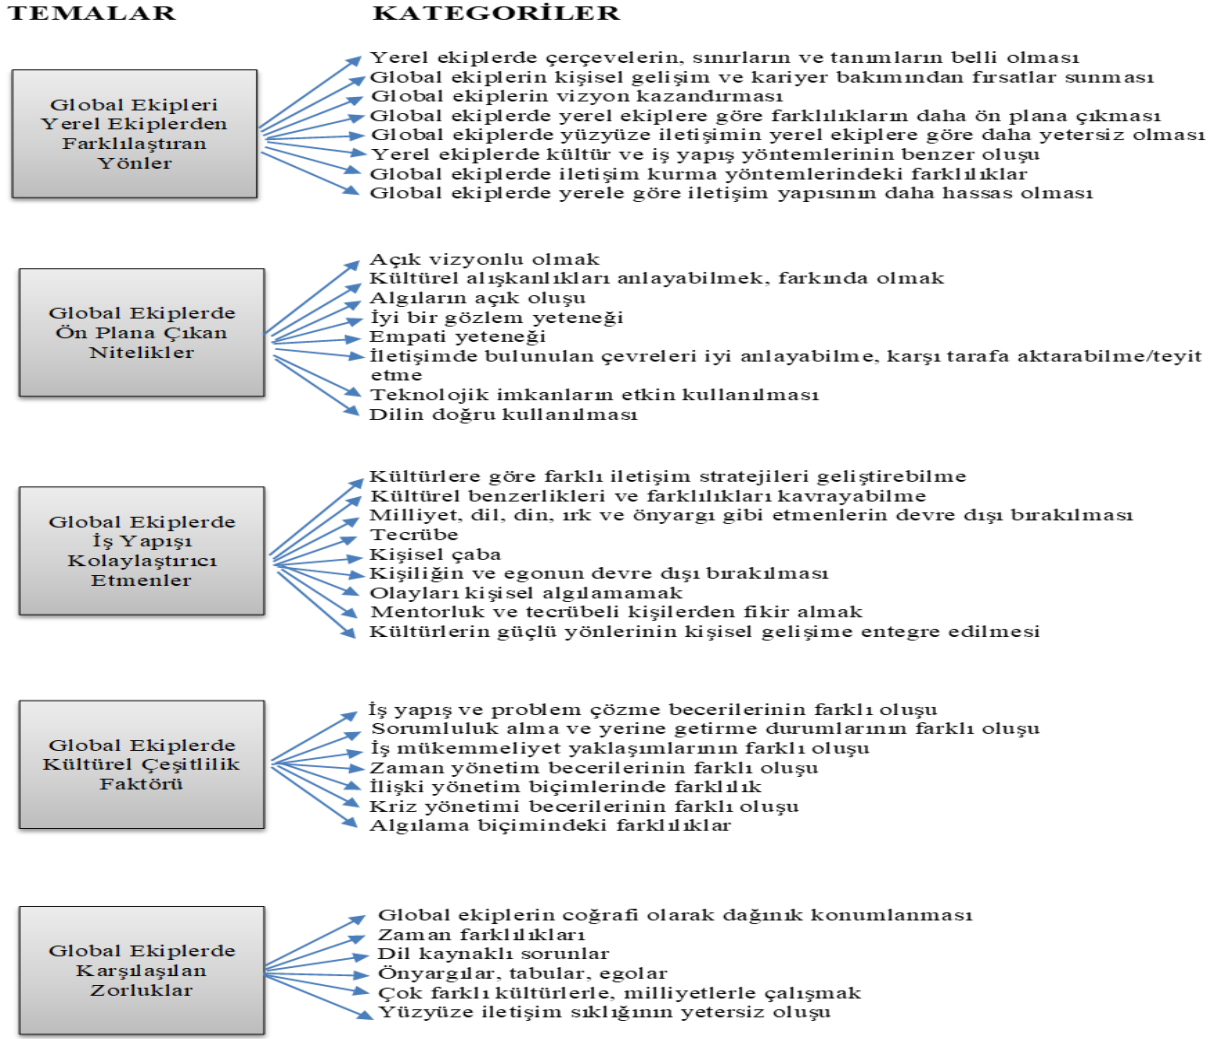 TEMALAR
KATEGORİLER
Global Ekipleri
Yerel Ekiplerden
Farklılaştıran
Yönler
Yerel ekiplerde çerçevelerin, sınırların ve tanımların belli olması
Global ekiplerin kişisel gelişim ve kariyer bakımından fırsatlar sunması
Global ekiplerin vizyon kazandırması
Global ekiplerde yerel ekiplere göre farklılıkların daha ön plana çıkması
Global ekiplerde yüzyüze iletişimin yerel ekiplere göre daha yetersiz olması
Yerel ekiplerde kültür ve iş yapış yöntemlerinin benzer oluşu
Global ekiplerde iletişim kurma yöntemlerindeki farklılıklar
Global ekiplerde yerele göre iletişim yapısının daha hassas olması
Global Ekiplerde
Ön Plana Çıkan
Nitelikler
Açık vizyonlu olmak
Kültürel alışkanlıkları anlayabilmek, farkında olmak
Algıların açık oluşu
İyi bir gözlem yeteneği
Empati yeteneği
İletişimde bulunulan çevreleri iyi anlayabilme, karşı tarafa aktarabilme/teyit
etme
Teknolojik imkanların etkin kullanılması
Dilin doğru kullanılması
Global Ekiplerde
İş Yapışı
Kolaylaştırıcı
Etmenler
Kültürlere göre farklı iletişim stratejileri geliştirebilme
Kültürel benzerlikleri ve farklılıkları kavrayabilme
Milliyet, dil, din, ırk ve önyargı gibi etmenlerin devre dışı bırakılması
Tecrübe
Kişisel çaba
Kişiliğin ve egonun devre dışı bırakılması
Olayları kişisel algılamamak
Mentorluk ve tecrübeli kişilerden fikir almak
Kültürlerin güçlü yönlerinin kişisel gelişime entegre edilmesi
Global Ekiplerde
Kültürel Çeşitlilik
Faktörü
İş yapış ve problem çözme becerilerinin farklı oluşu
Sorumluluk alma ve yerine getirme durumlarının farklı oluşu
İş mükemmeliyet yaklaşımlarının farklı oluşu
Zaman yönetim becerilerinin farklı oluşu
İlişki yönetim biçimlerinde farklılık
Kriz yönetimi becerilerinin farklı oluşu
Algılama biçimindeki farklılıklar
Global Ekiplerde
Karşılaşılan
Zorluklar
Global ekiplerin coğrafi olarak dağınık konumlanması
Zaman farklılıkları
Dil kaynaklı sorunlar
Önyargılar, tabular, egolar
Çok farklı kültürlerle, milliyetlerle çalışmak
Yüzyüze iletişim sıklığının yetersiz oluşu